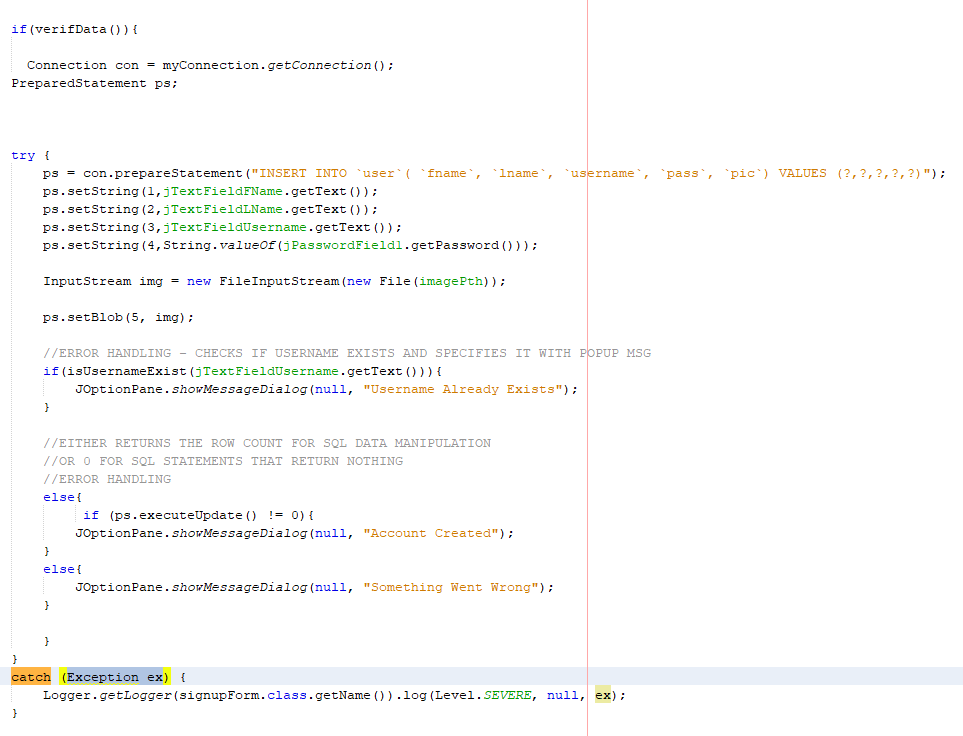 if(verifData()){
Connection con = myConnection.getConnection();
PreparedStatement ps;
try {
ps = con.prepareStatement("INSERT INTO `user`( `fname`, `lname`, `username`, `pass`, `pic`) VALUES (?,?,?,?,?)");
ps.setString(1,jTextFieldFName.getText());
ps.setString(2,jTextFieldLName.getText());
ps.setString(3,jTextFieldUsername.getText());
ps.setString(4,String.valueOf(jPasswordField1.getPassword()));
InputStream img = new FileInputStream(new File(imagePth));
ps.setBlob(5, img);
//ERROR HANDLING - CHECKS IF USERNAME EXISTS AND SPECIFIES IT WITH POPUP MSG
if(isUsernameExist(jTextFieldUsername.getText())){
JOptionPane.showMessageDialog(null, "Username Already Exists");
}
//EITHER RETURNS THE ROW COUNT FOR SQL DATA MANIPULATION
//OR 0 FOR SQL STATEMENTS THAT RETURN NOTHING
//ERROR HANDLING
else{
if (ps.executeUpdate() != 0){
JOptionPane.showMessageDialog(null, "Account Created");
}
else{
JOptionPane.showMessageDialog(null, "Something Went Wrong");
}
}
}
catch (Exception ex) {
Logger.getLogger(signupForm.class.getName()).log(Level.SEVERE, null, ex);
}